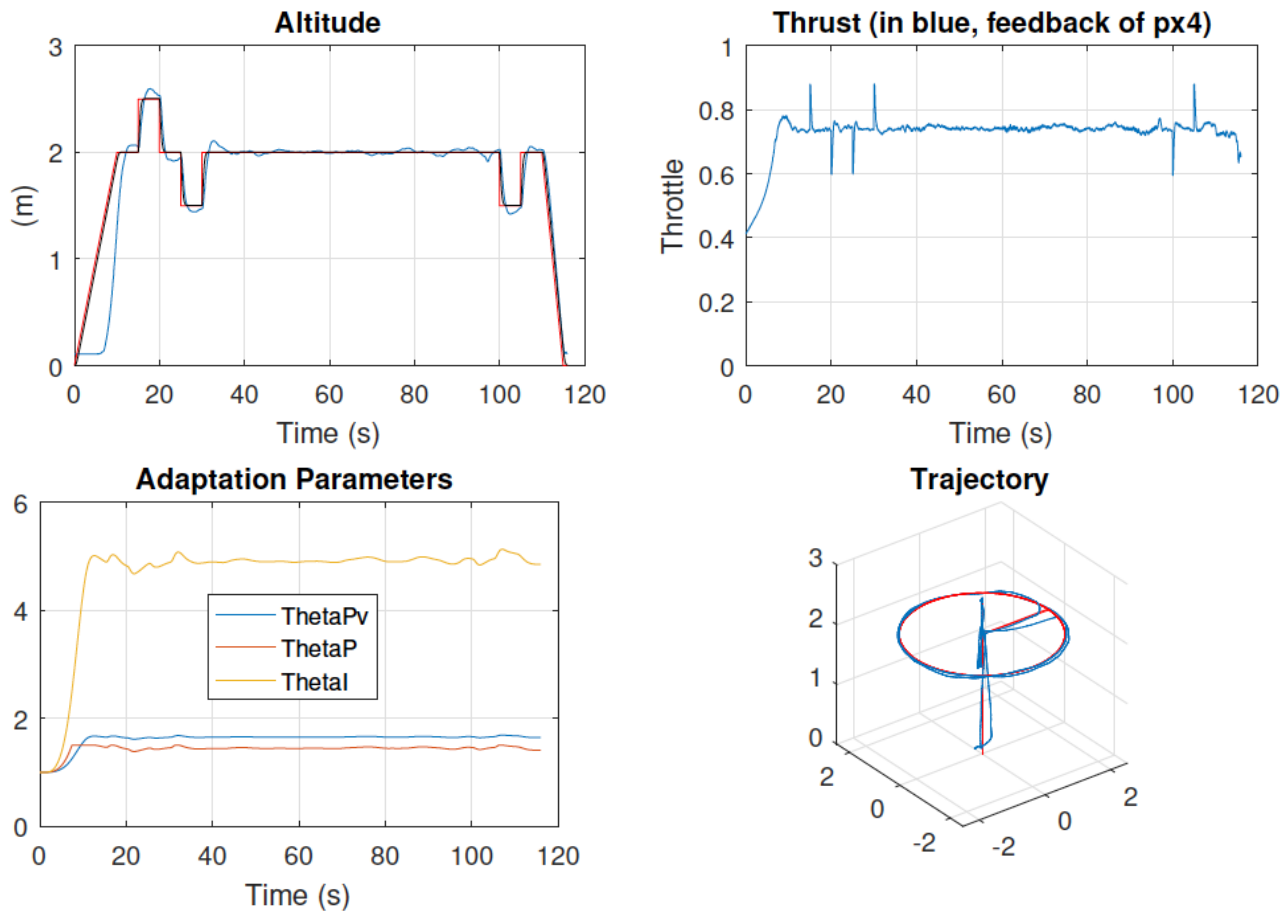 Altitude
3
2
1
0
(m)
0 20 40 60 80 100 120
Time (s)
Thrust (in blue, feedback of px4)
1
0.8
0.6
0.4
0.2
0
Throttle
0 20 40 60 80 100 120
Time (s)
Adaptation Parameters
6
4
2
0
ThetaPv
ThetaP
ThetaI
0 20 40 60 80 100 120
Time (s)
Trajectory
3
2
1
0
2
0
-2
-2
0
2